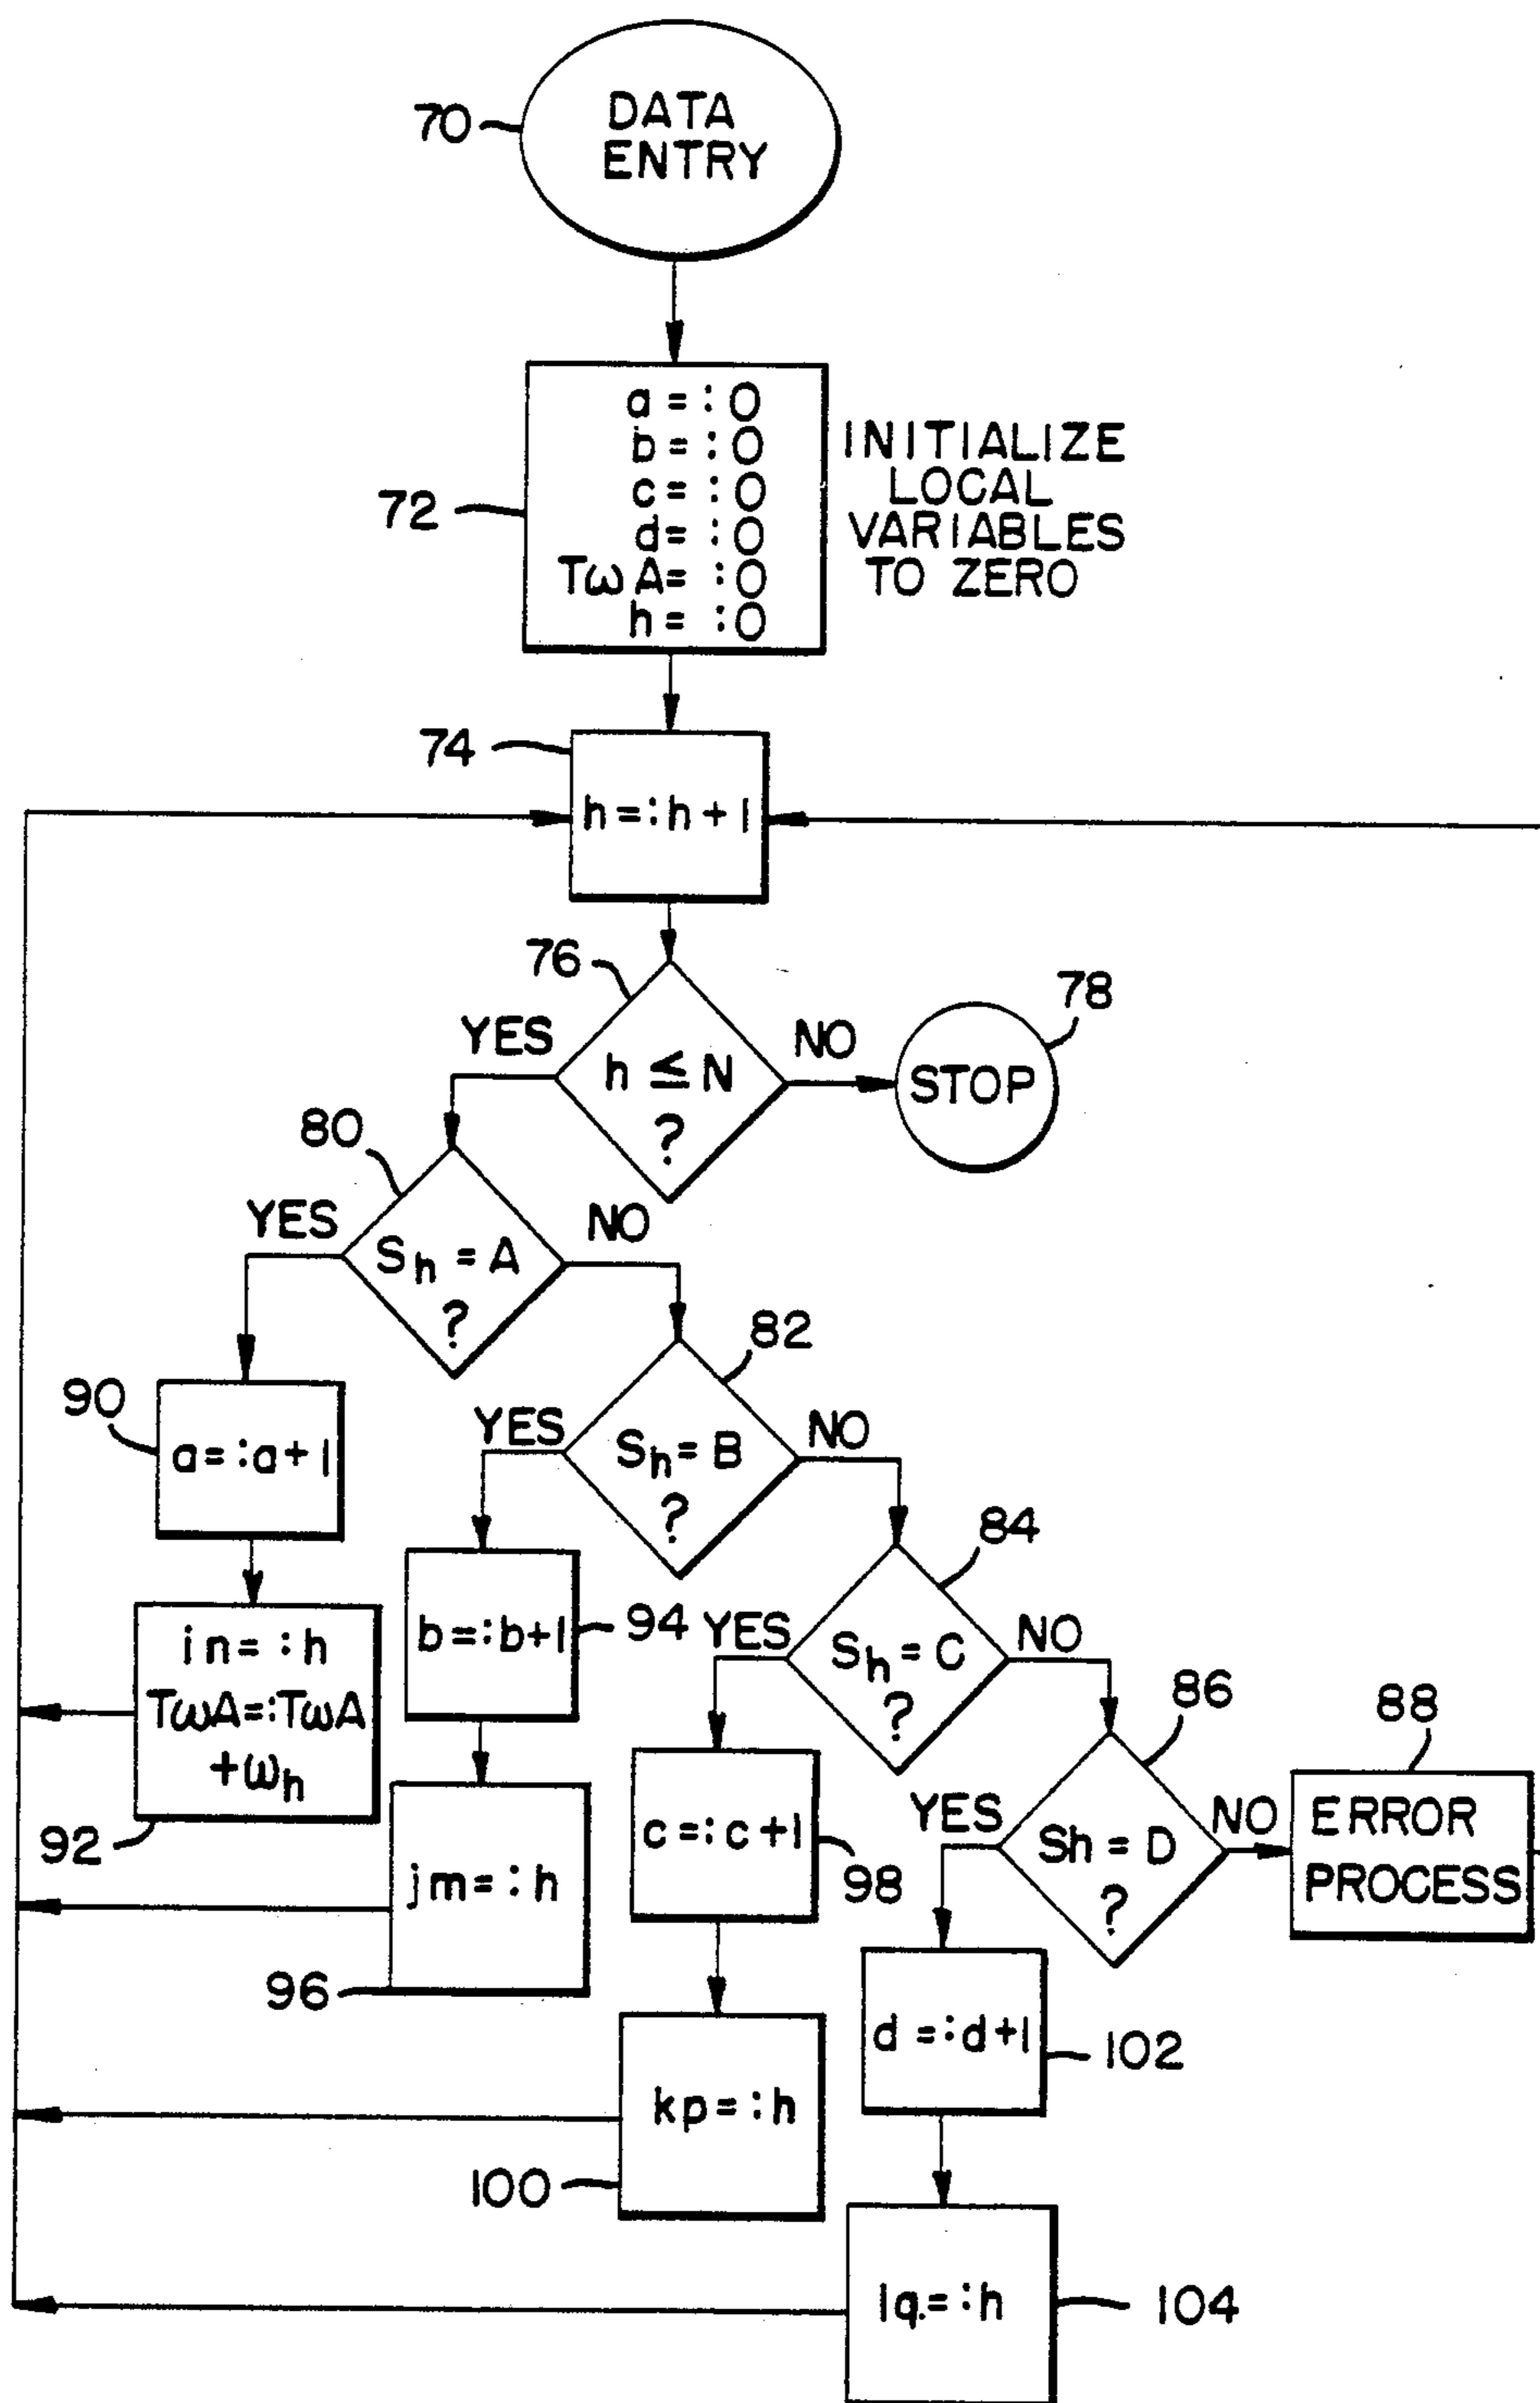 DATA
ENTRY
70
a = : 0
b = : 0
c = : 0
d = : 0
TωA = : 0
h = : 0
72
INITIALIZE
LOCAL
VARIABLES
TO ZERO
74
h = : h + 1
76
YES
h ≤ N
?
NO
78
STOP
80
YES
Sh = A
?
NO
82
90
a = : a + 1
YES
Sh = B
?
NO
84
in = : h
TωA = : TωA
+ωh
92
b = : b+1
94
YES
Sh = C
?
NO
86
88
jm = : h
96
c = : c +1
98
YES
Sh = D
?
NO
ERROR
PROCESS
kp = : h
100
d = : d+1
102
lq. = : h
104